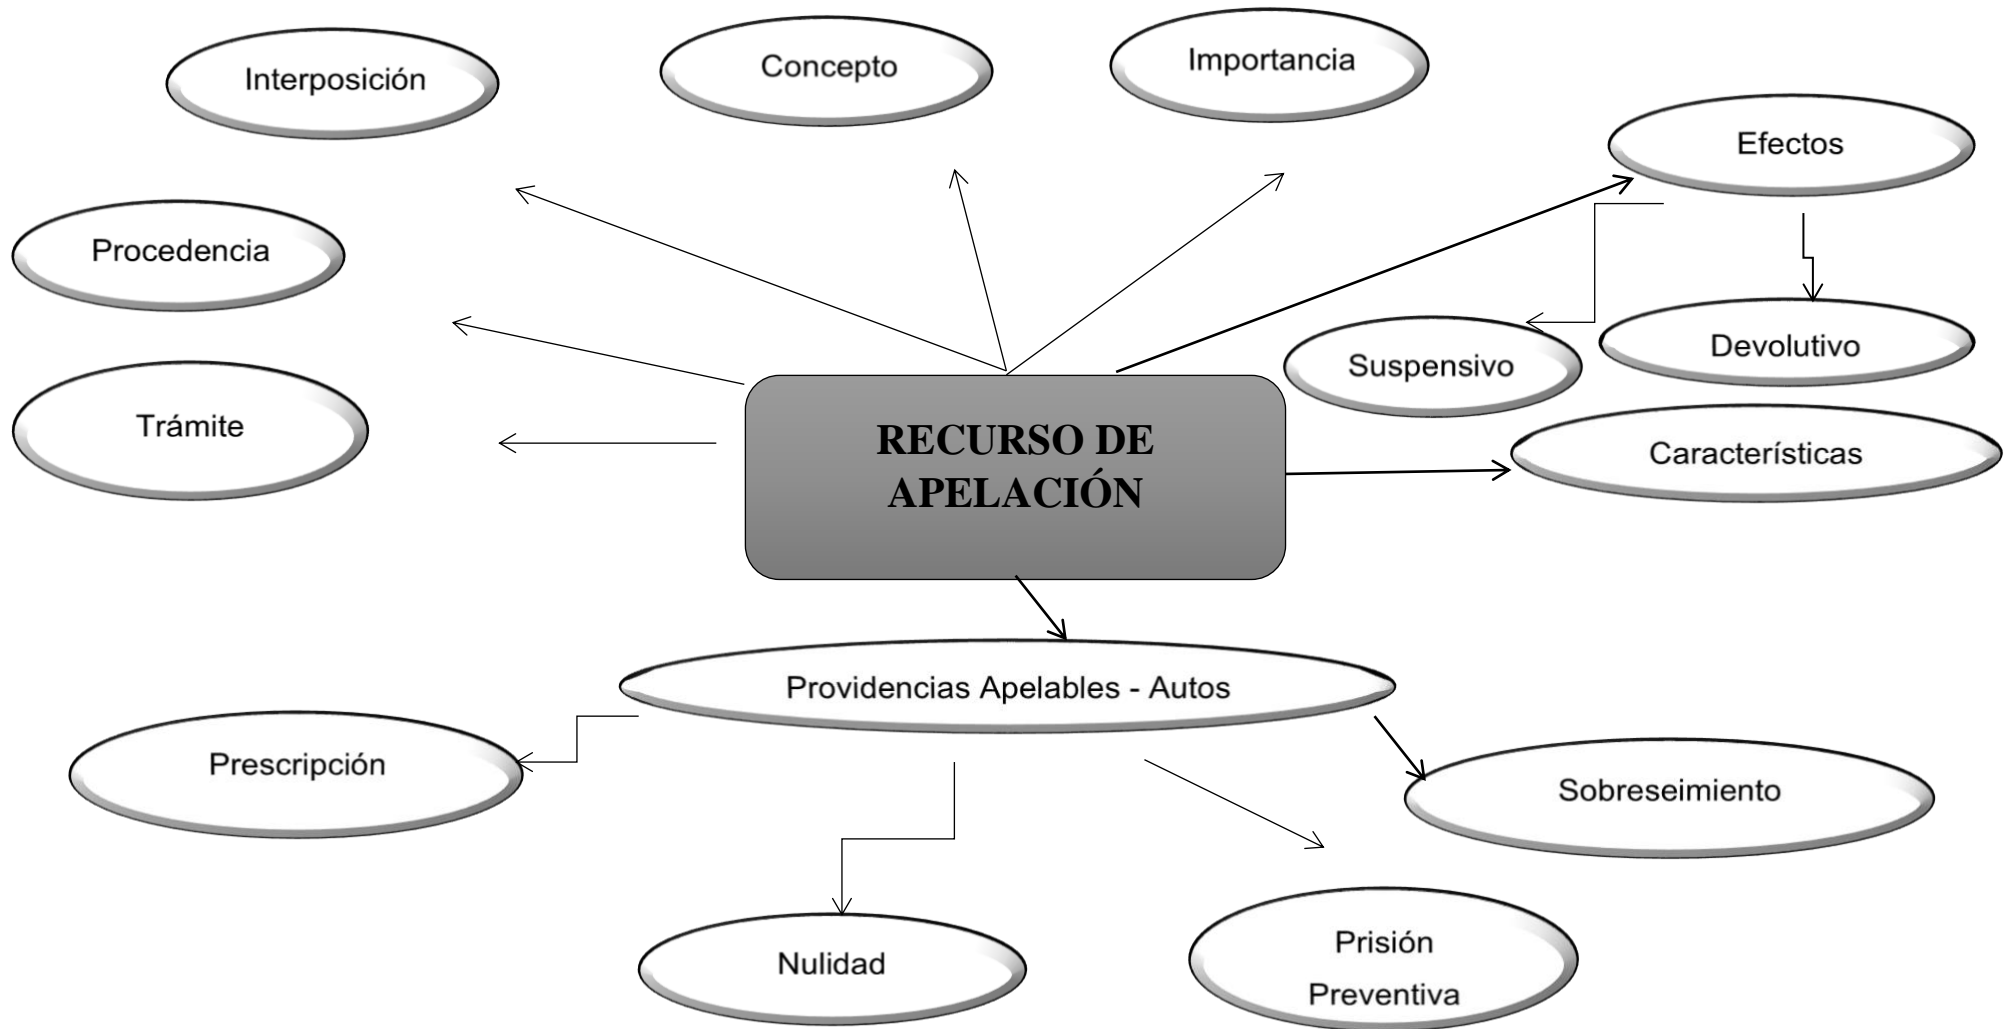 Interposición
Concepto
Importancia
Efectos
Procedencia
Suspensivo
Devolutivo
Trámite
RECURSO DE
APELACIÓN
Características
Providencias Apelables - Autos
Prescripción
Sobreseimiento
Nulidad
Prisión
Preventiva